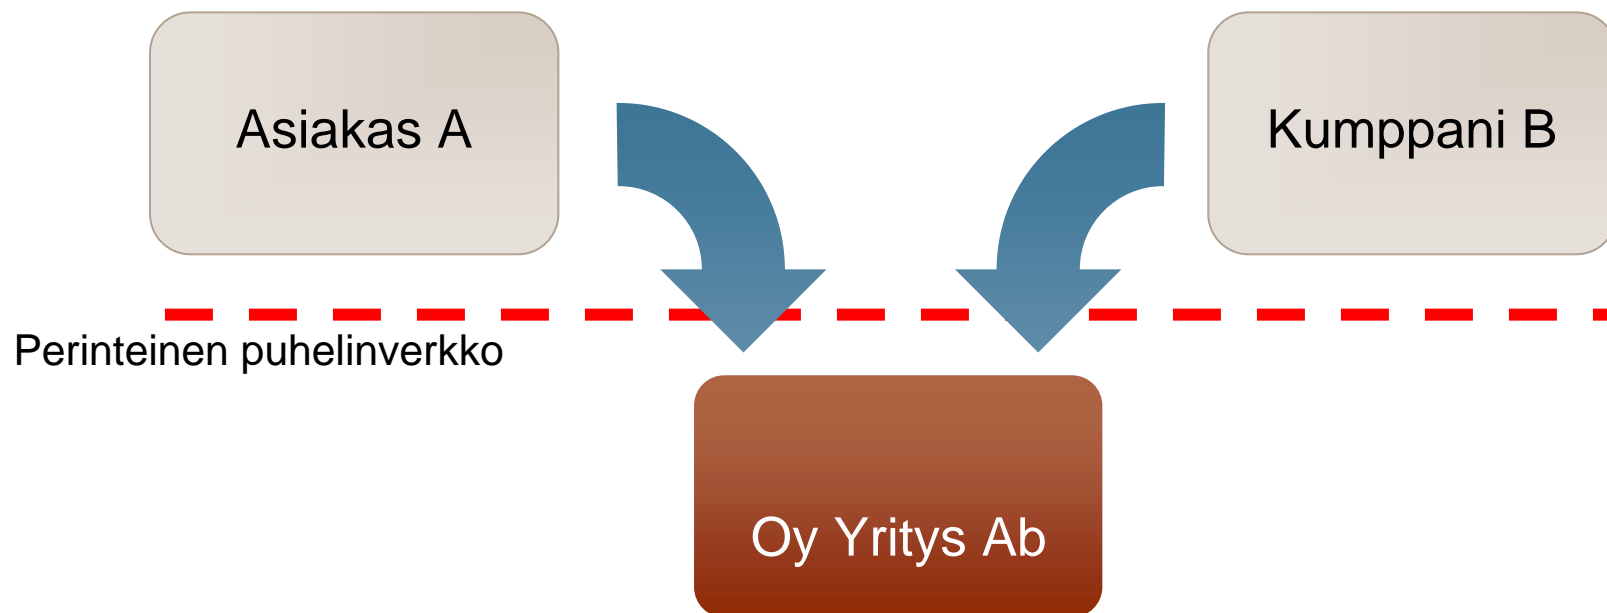 Asiakas A
Kumppani B
Perinteinen puhelinverkko
Oy Yritys Ab